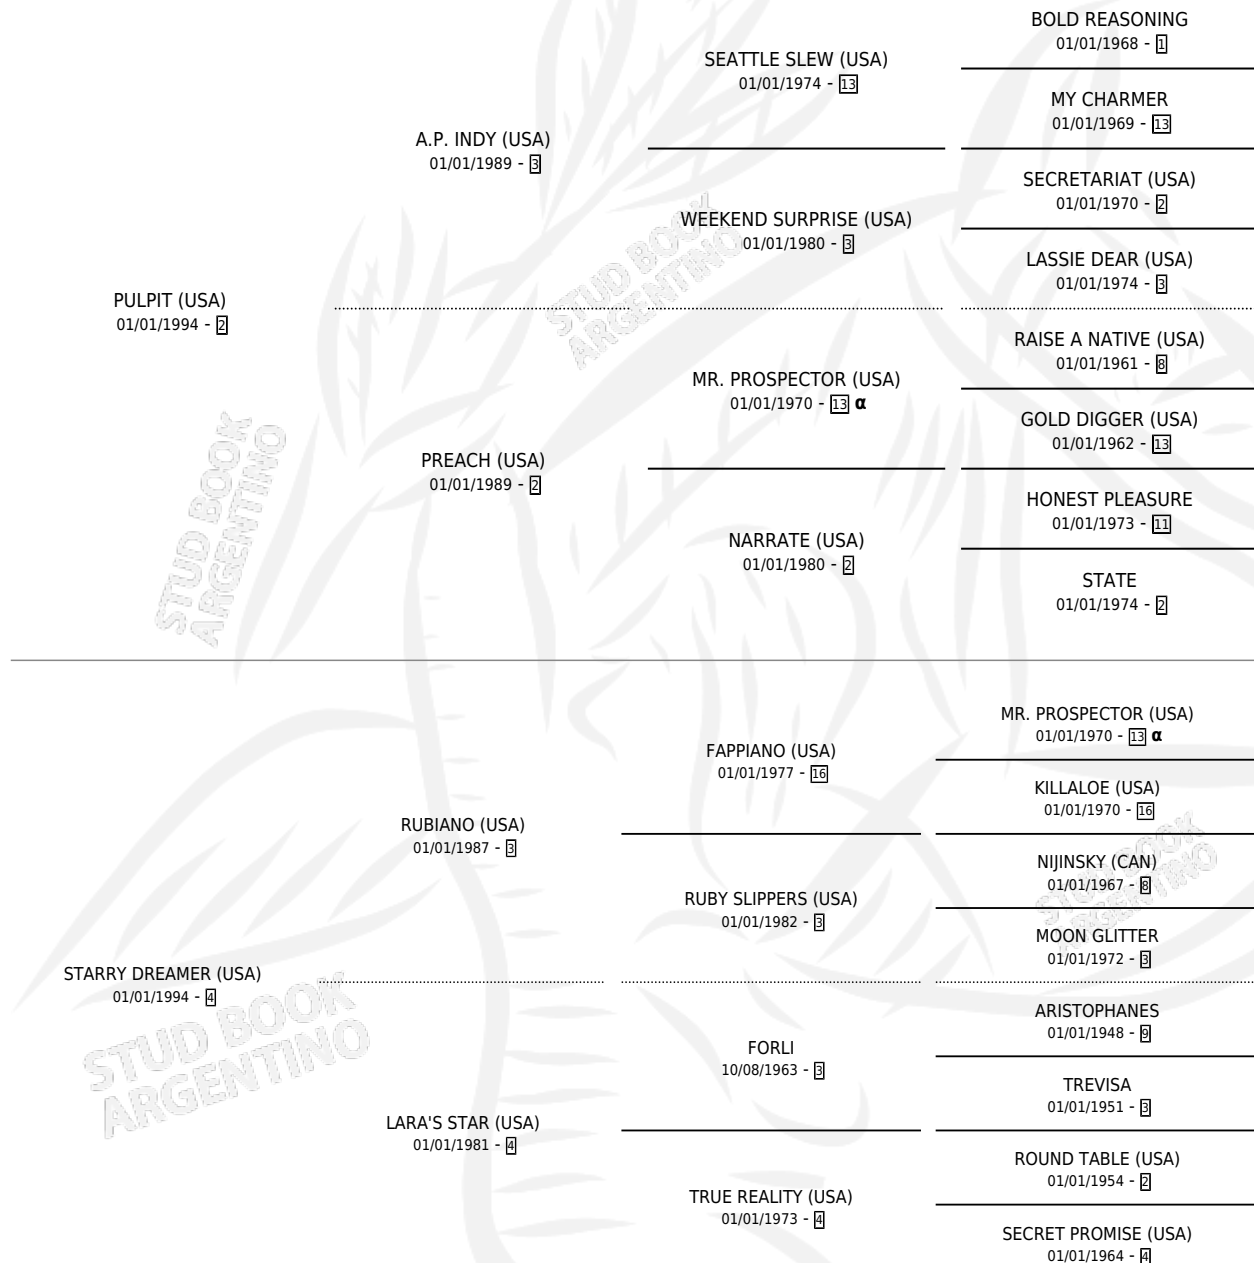 BOLD REASONING
01/01/1968 - 1
SEATTLE SLEW (USA)
01/01/1974 - 13
MY CHARMER
01/01/1969 - 13
A.P. INDY (USA)
01/01/1989 - 3
SECRETARIAT (USA)
01/01/1970 - 2
WEEKEND SURPRISE (USA)
01/01/1980 - 3
LASSIE DEAR (USA)
01/01/1974 - 3
STUD BOOK
ARGENTINO
PULPIT (USA)
01/01/1994 - 2
RAISE A NATIVE (USA)
01/01/1961 - 8
MR. PROSPECTOR (USA)
01/01/1970 - 13 α
GOLD DIGGER (USA)
01/01/1962 - 13
PREACH (USA)
01/01/1989 - 2
HONEST PLEASURE
01/01/1973 - 11
NARRATE (USA)
01/01/1980 - 2
STATE
01/01/1974 - 2
STUD BOOK
ARGENTINO
MR. PROSPECTOR (USA)
01/01/1970 - 13 α
FAPPIANO (USA)
01/01/1977 - 16
KILLALOE (USA)
01/01/1970 - 16
RUBIANO (USA)
01/01/1987 - 3
NIJINSKY (CAN)
01/01/1967 - 8
STUD BOOK
ARGENTINO
RUBY SLIPPERS (USA)
01/01/1982 - 3
MOON GLITTER
01/01/1972 - 3
STARRY DREAMER (USA)
01/01/1994 - 4
STUD BOOK
ARGENTINO
ARISTOPHANES
01/01/1948 - 9
FORLI
10/08/1963 - 3
TREVISA
01/01/1951 - 3
LARA'S STAR (USA)
01/01/1981 - 4
ROUND TABLE (USA)
01/01/1954 - 2
TRUE REALITY (USA)
01/01/1973 - 4
SECRET PROMISE (USA)
01/01/1964 - 4